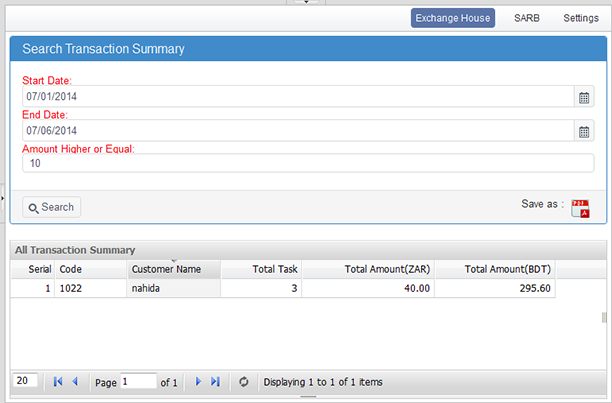 Exchange House SARB Settings
Search Transaction Summary
Start Date:
07/01/2014
End Date:
07/06/2014
Amount Higher or Equal:
10
Search Save as :
All Transaction Summary
Serial Code Customer Name Total Task Total Amount(ZAR) Total Amount(BDT)
1 1022 nahida 3 40.00 295.60
20 Page 1 of 1 Displaying 1 to 1 of 1 items